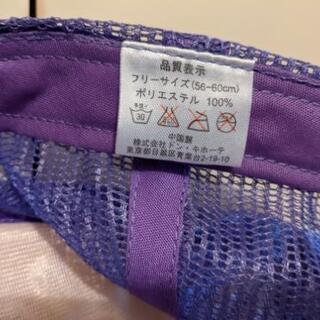 品質表示
フリーサイズ(56-60cm)
ポリエステル 100%
30
中国製
株式会社ドン・キホーテ
東京都目黒区青葉台2-19-10